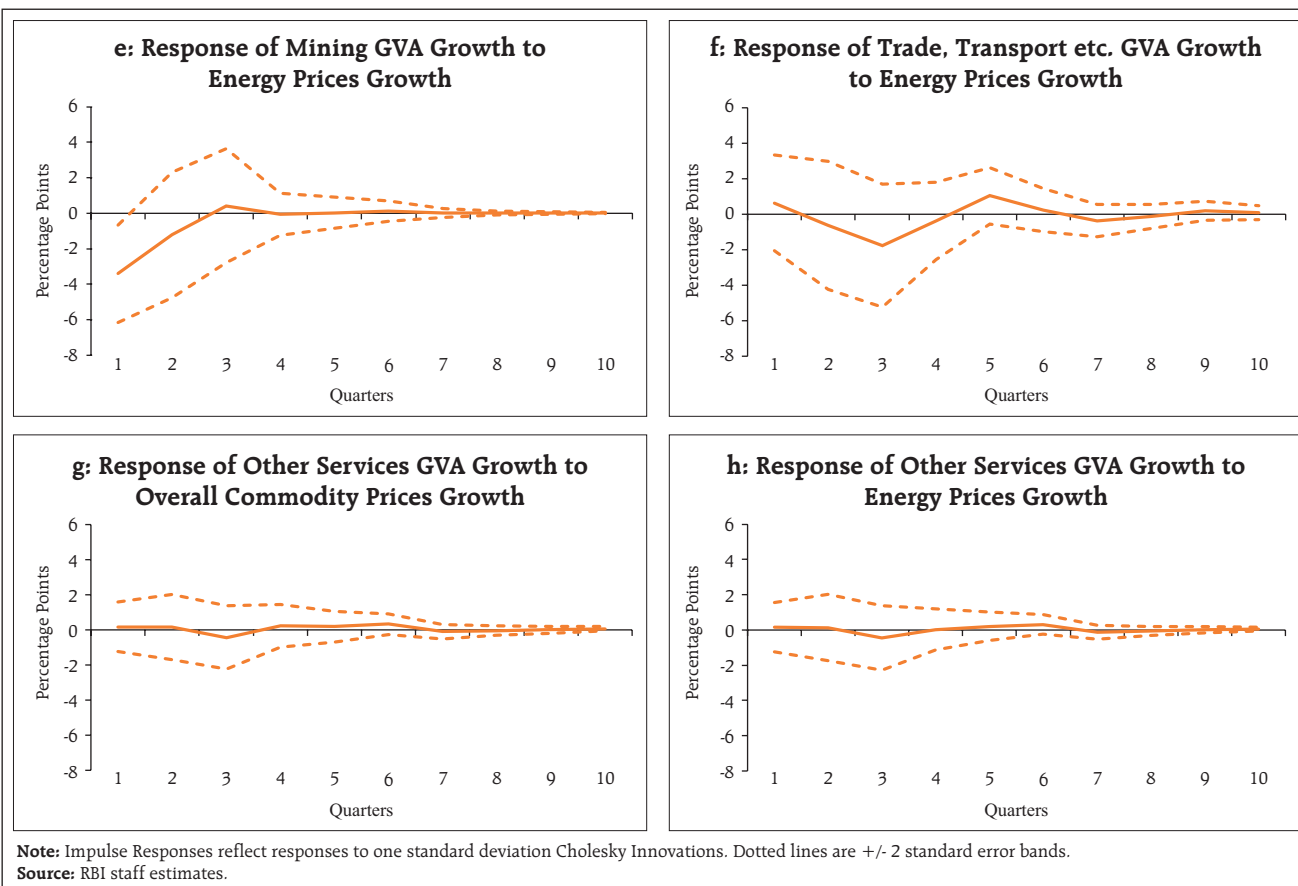 e: Response of Mining GVA Growth to
Energy Prices Growth
6
4
2
0
-2
-4
-6
-8
Percentage Points
1 2 3 4 5 6 7 8 9 10
Quarters
f: Response of Trade, Transport etc. GVA Growth
to Energy Prices Growth
6
4
2
0
-2
-4
-6
-8
Percentage Points
1 2 3 4 5 6 7 8 9 10
Quarters
g: Response of Other Services GVA Growth to
Overall Commodity Prices Growth
6
4
2
0
-2
-4
-6
-8
Percentage Points
1 2 3 4 5 6 7 8 9 10
Quarters
h: Response of Other Services GVA Growth to
Energy Prices Growth
6
4
2
0
-2
-4
-6
-8
Percentage Points
1 2 3 4 5 6 7 8 9 10
Quarters
Note: Impulse Responses reflect responses to one standard deviation Cholesky Innovations. Dotted lines are +/- 2 standard error bands.
Source: RBI staff estimates.